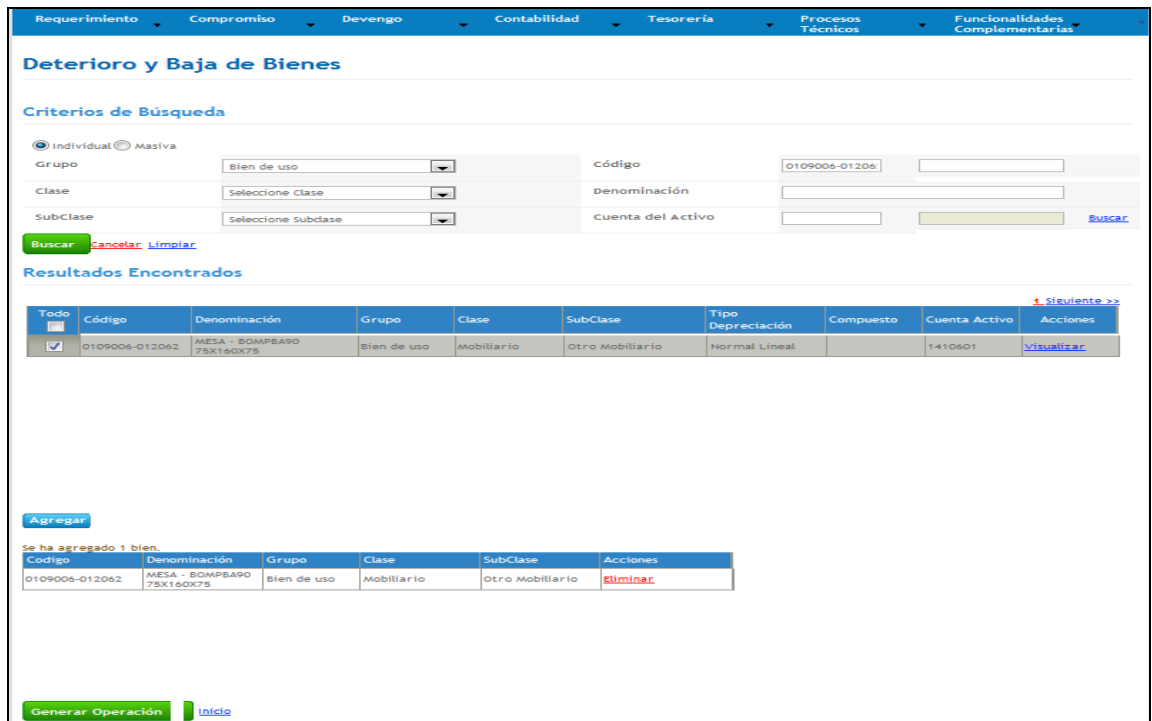 Requerimiento Compromiso Devengo Contabilidad Tesorería Procesos Técnicos Funcionalidades Complementarias
Deterioro y Baja de Bienes
Criterios de Búsqueda
Individual Masiva
Grupo Bien de uso Código 0109006-01206
Clase Seleccione Clase Denominación
SubClase Seleccione Subclase Cuenta del Activo Buscar
Buscar Cancelar Limpiar
Resultados Encontrados
1 Siguiente >>
Todo Código Denominación Grupo Clase SubClase Tipo Depreciación Compuesto Cuenta Activo Acciones
0109006-012062 MESA - BOMPBA90 75X160X75 Bien de uso Mobiliario Otro Mobiliario Normal Lineal 1410601 Visualizar
Agregar
Se ha agregado 1 bien.
Codigo Denominación Grupo Clase SubClase Acciones
0109006-012062 MESA - BOMPBA90 75X160X75 Bien de uso Mobiliario Otro Mobiliario Eliminar
Generar Operación Inicio